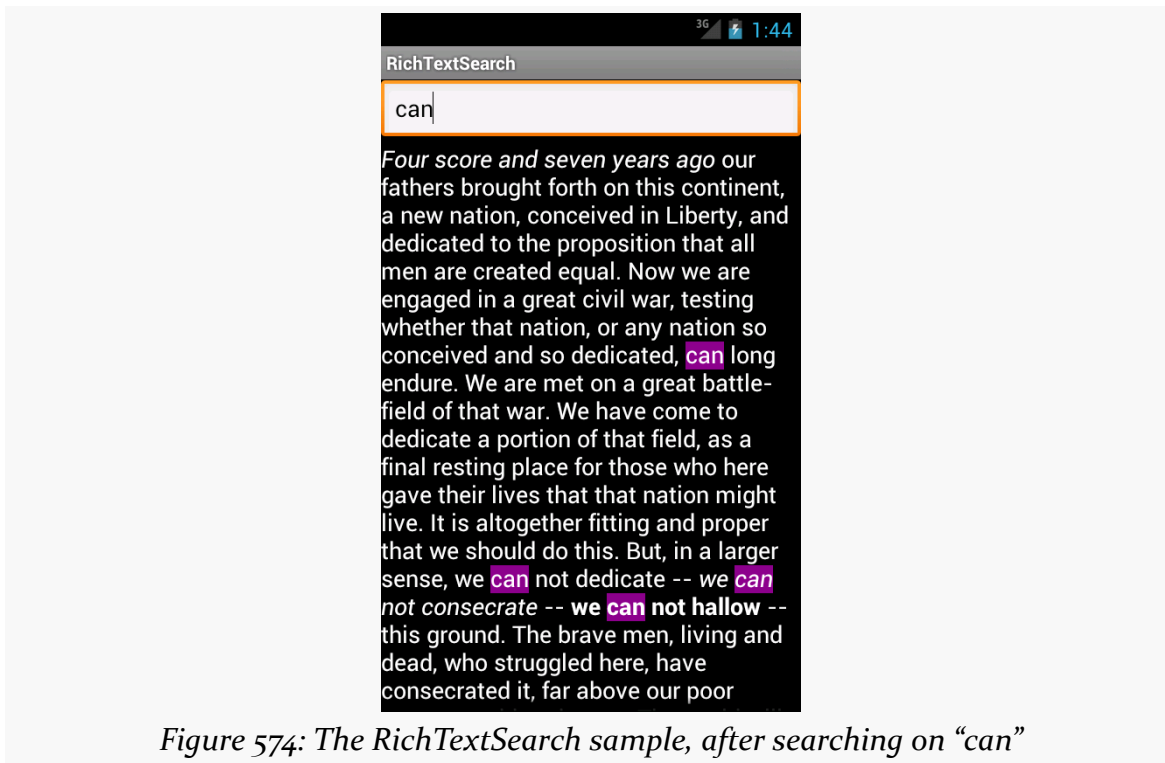 3G 1:44
RichTextSearch
can
Four score and seven years ago our
fathers brought forth on this continent,
a new nation, conceived in Liberty, and
dedicated to the proposition that all
men are created equal. Now we are
engaged in a great civil war, testing
whether that nation, or any nation so
conceived and so dedicated, can long
endure. We are met on a great battle-
field of that war. We have come to
dedicate a portion of that field, as a
final resting place for those who here
gave their lives that that nation might
live. It is altogether fitting and proper
that we should do this. But, in a larger
sense, we can not dedicate -- we can
not consecrate -- we can not hallow --
this ground. The brave men, living and
dead, who struggled here, have
consecrated it, far above our poor
Figure 574: The RichTextSearch sample, after searching on “can”